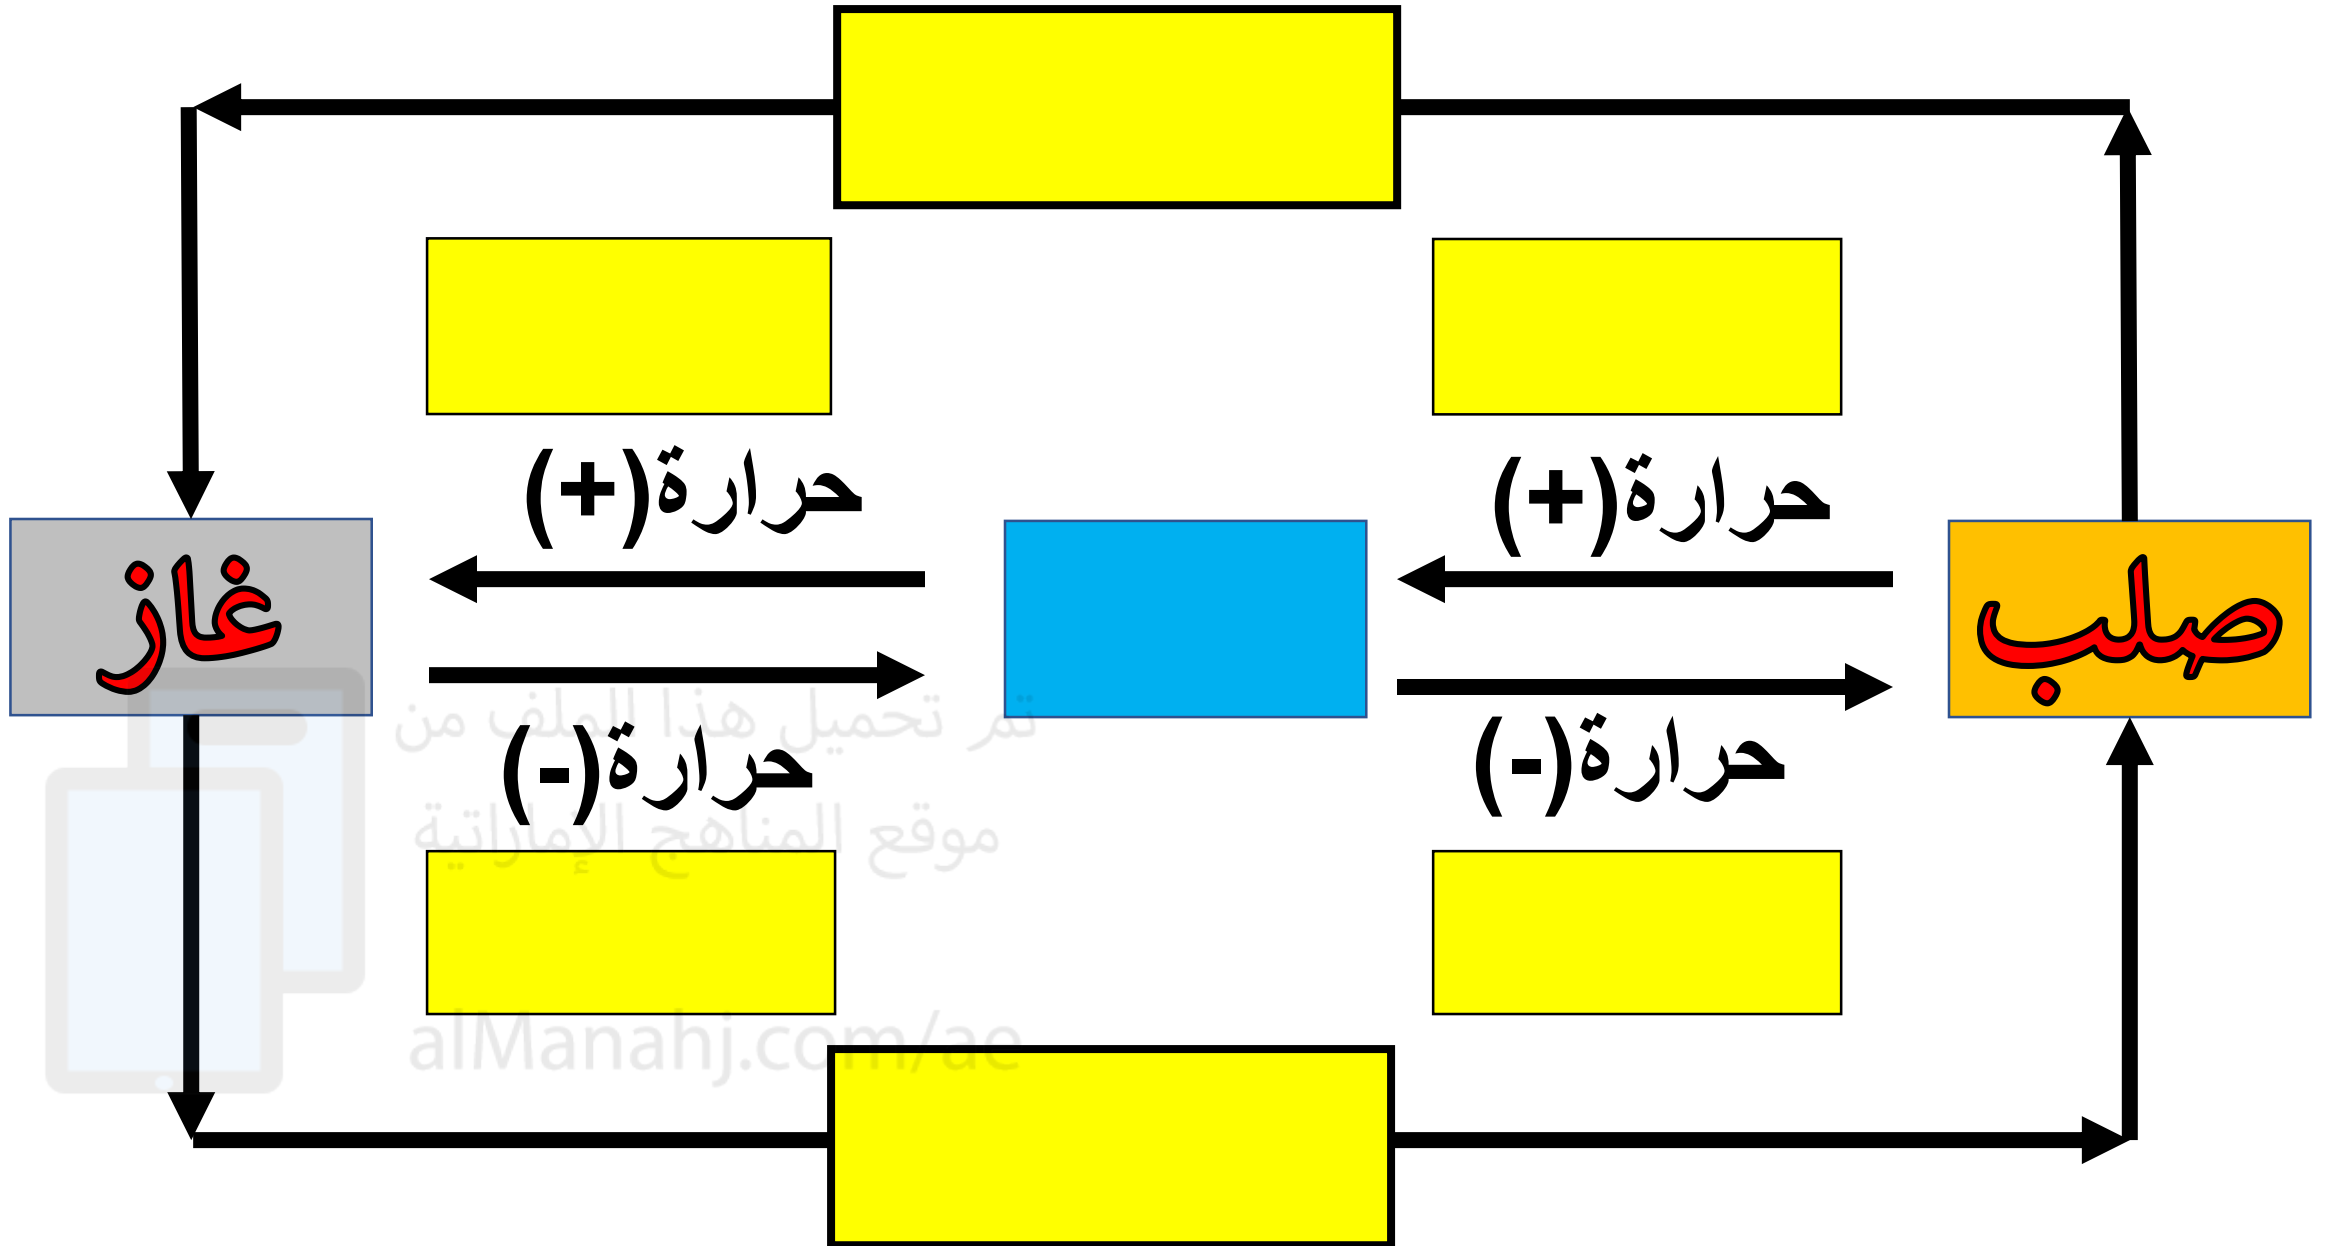 حرارة(+)
حرارة(+)
صلب
غاز
حرارة(-)
حرارة(-)
تم تحميل هذا الملف من
موقع المناهج الإماراتية
alManahj.com/ae